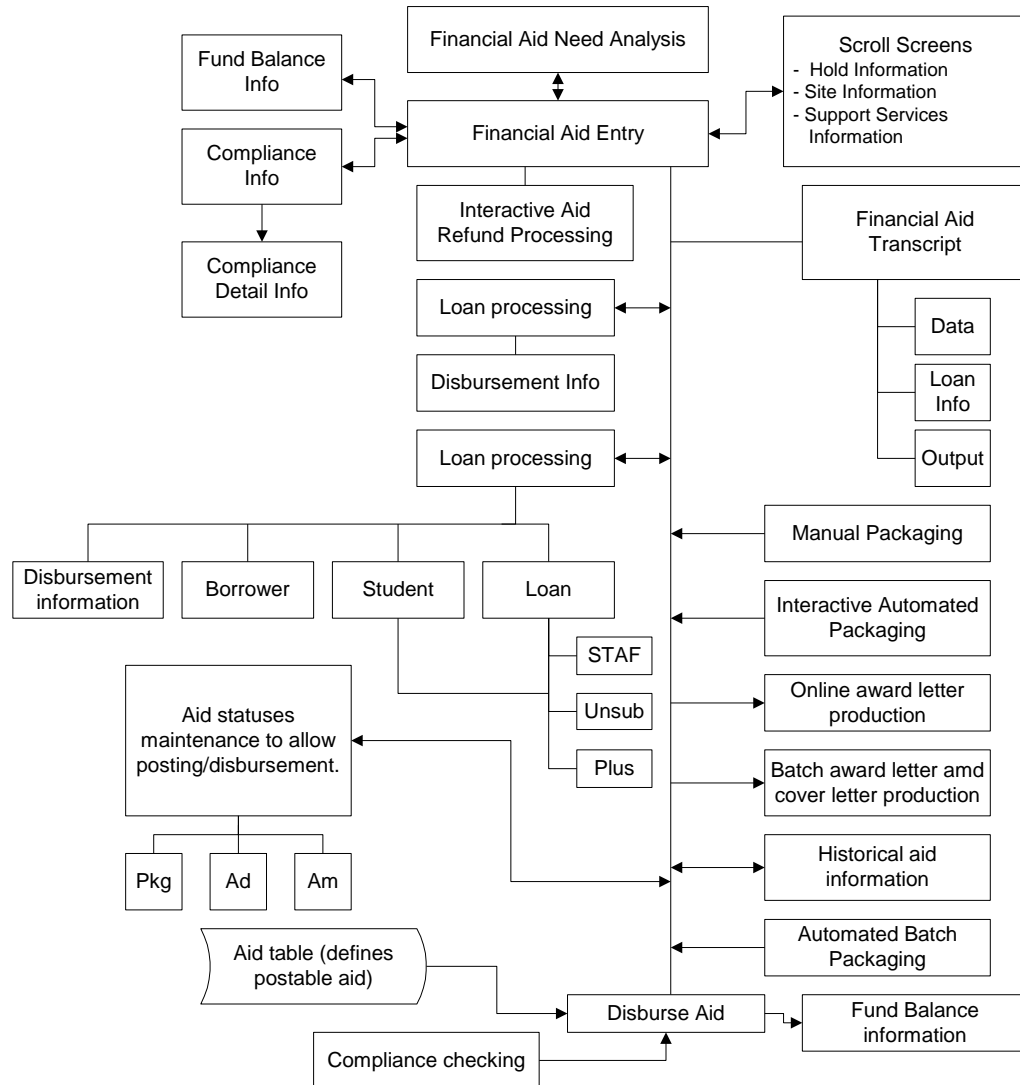 Financial Aid Need Analysis
Fund Balance
Info
Scroll Screens
- Hold Information
- Site Information
- Support Services
Information
Financial Aid Entry
Compliance
Info
Interactive Aid
Refund Processing
Financial Aid
Transcript
Compliance
Detail Info
Loan processing
Data
Disbursement Info
Loan
Info
Loan processing
Output
Manual Packaging
Disbursement
information
Borrower
Student
Loan
Interactive Automated
Packaging
STAF
Aid statuses
maintenance to allow
posting/disbursement.
Unsub
Online award letter
production
Plus
Batch award letter amd
cover letter production
Pkg
Ad
Am
Historical aid
information
Aid table (defines
postable aid)
Automated Batch
Packaging
Disburse Aid
Fund Balance
information
Compliance checking